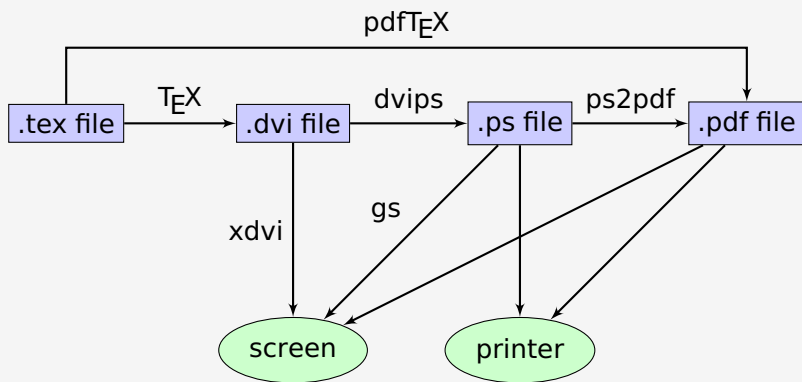 pdfTEX
TEX
dvips
ps2pdf
.tex file
.dvi file
.ps file
.pdf file
xdvi
gs
screen
printer